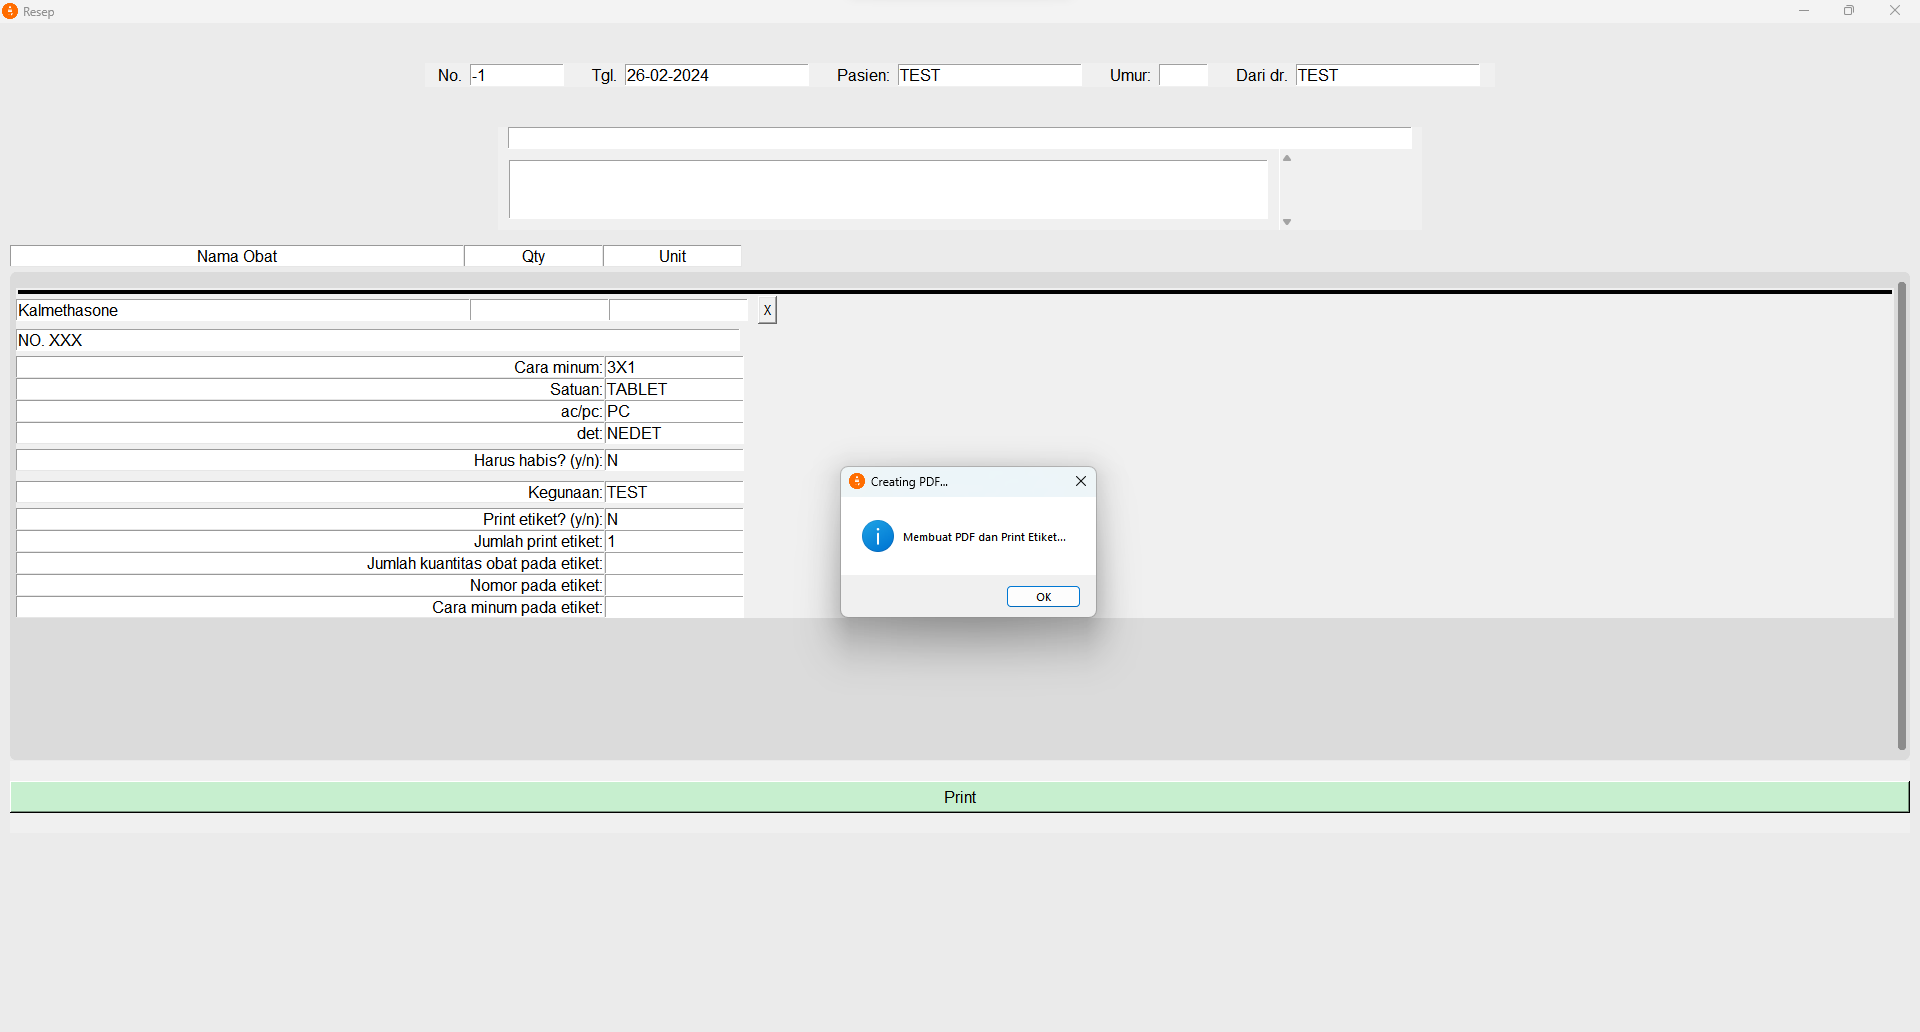 Resep
No. -1 Tgl. 26-02-2024 Pasien: TEST Umur: Dari dr. TEST
Nama Obat Qty Unit
Kalmethasone X
NO. XXX
Cara minum: 3X1
Satuan: TABLET
ac/pc: PC
det: NEDET
Harus habis? (y/n): N
Kegunaan: TEST
Print etiket? (y/n): N
Jumlah print etiket: 1
Jumlah kuantitas obat pada etiket:
Nomor pada etiket:
Cara minum pada etiket:
Creating PDF...
Membuat PDF dan Print Etiket...
OK
Print